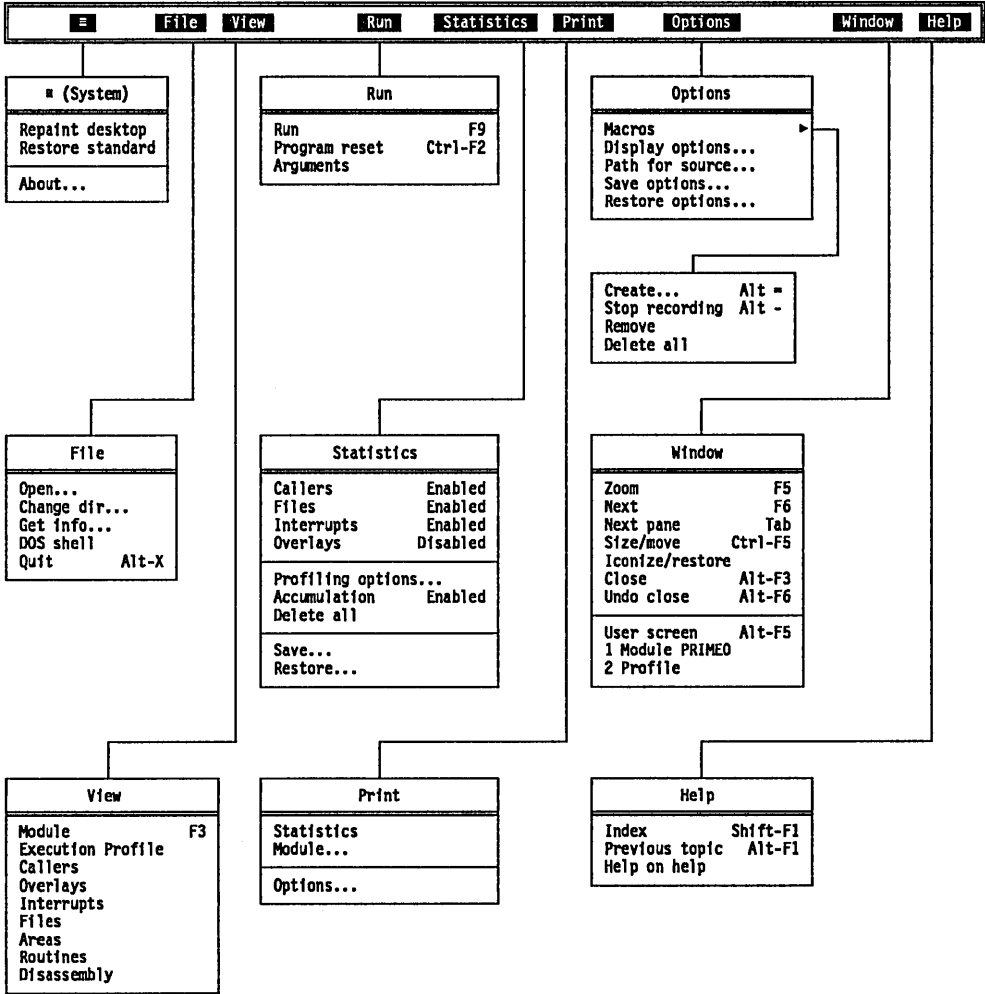 ≡ File View Run Statistics Print Options Window Help
≡ (System)
Repaint desktop
Restore standard
About...
Run
Run F9
Program reset Ctrl-F2
Arguments
Options
Macros ►
Display options...
Path for source...
Save options...
Restore options...
Create... Alt =
Stop recording Alt -
Remove
Delete all
File
Open...
Change dir...
Get info...
DOS shell
Quit Alt-X
Statistics
Callers Enabled
Files Enabled
Interrupts Enabled
Overlays Disabled
Profiling options...
Accumulation Enabled
Delete all
Save...
Restore...
Window
Zoom F5
Next F6
Next pane Tab
Size/move Ctrl-F5
Iconize/restore
Close Alt-F3
Undo close Alt-F6
User screen Alt-F5
1 Module PRIMEO
2 Profile
View
Module F3
Execution Profile
Callers
Overlays
Interrupts
Files
Areas
Routines
Disassembly
Print
Statistics
Module...
Options...
Help
Index Shift-F1
Previous topic Alt-F1
Help on help